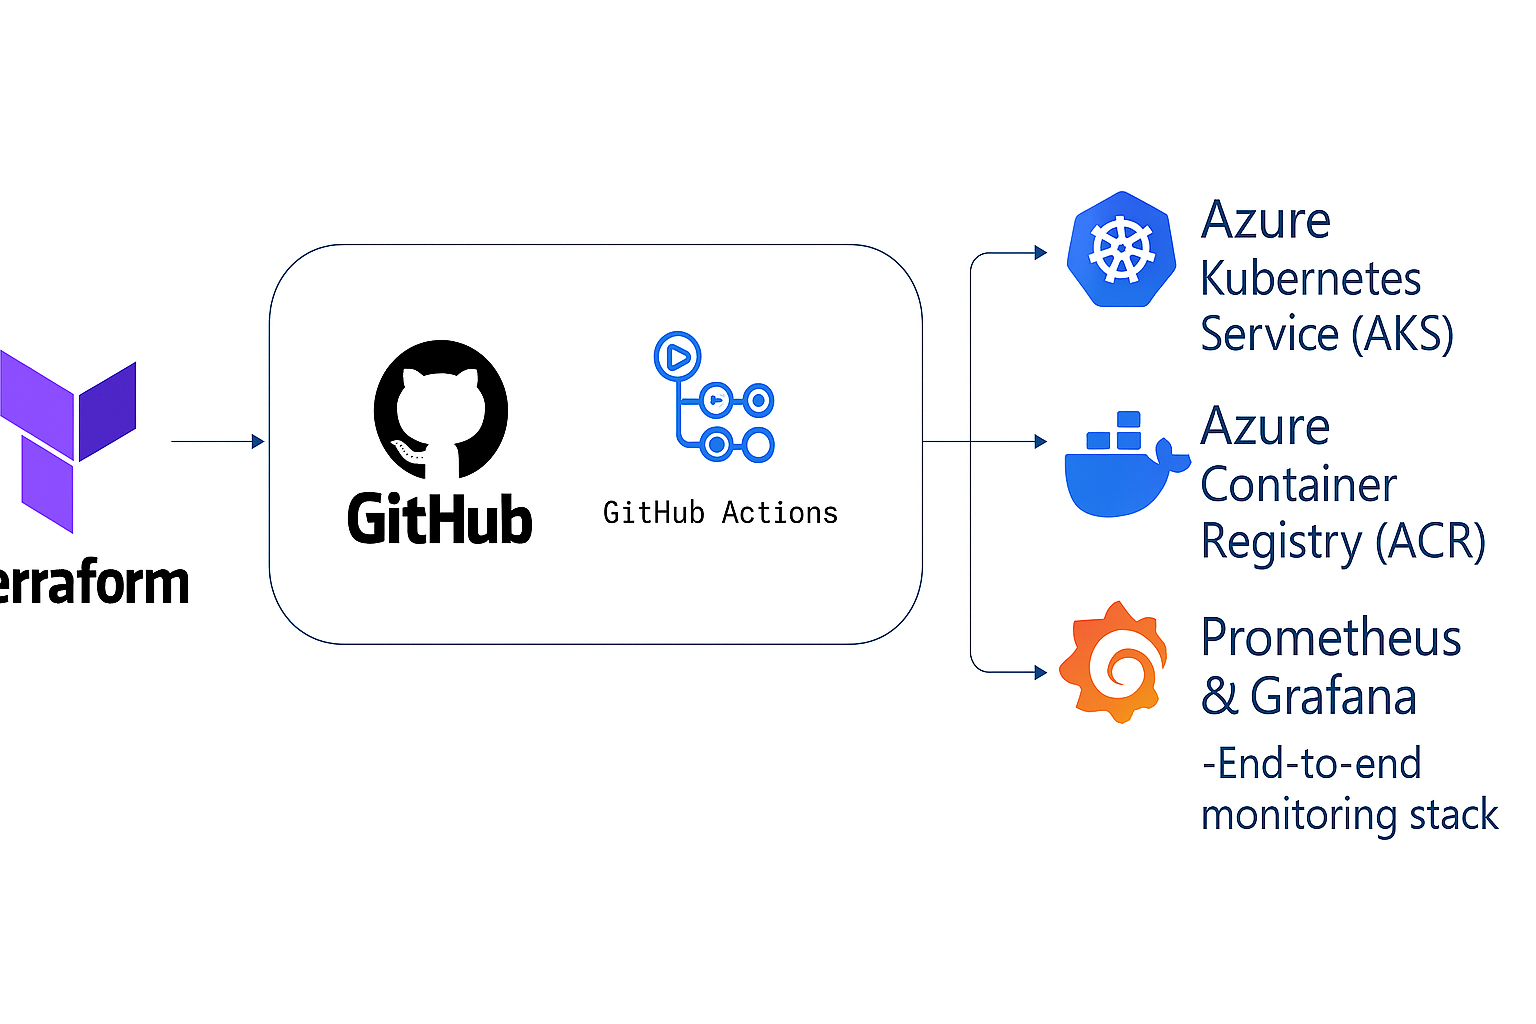 erraform
GitHub
GitHub Actions
Azure
Kubernetes
Service (AKS)
Azure
Container
Registry (ACR)
Prometheus
& Grafana
-End-to-end
monitoring stack